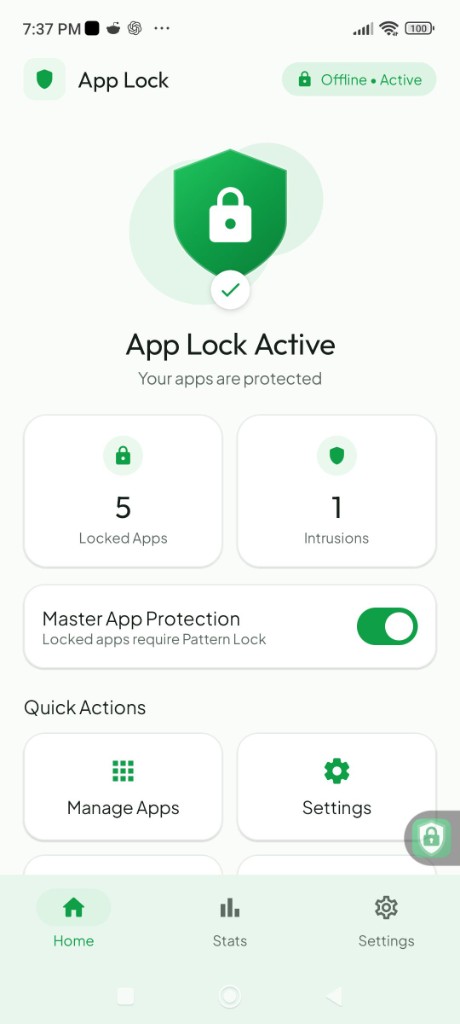 7:37 PM
100
App Lock
Offline • Active
App Lock Active
Your apps are protected
5
Locked Apps
1
Intrusions
Master App Protection
Locked apps require Pattern Lock
Quick Actions
Manage Apps
Settings
Home
Stats
Settings